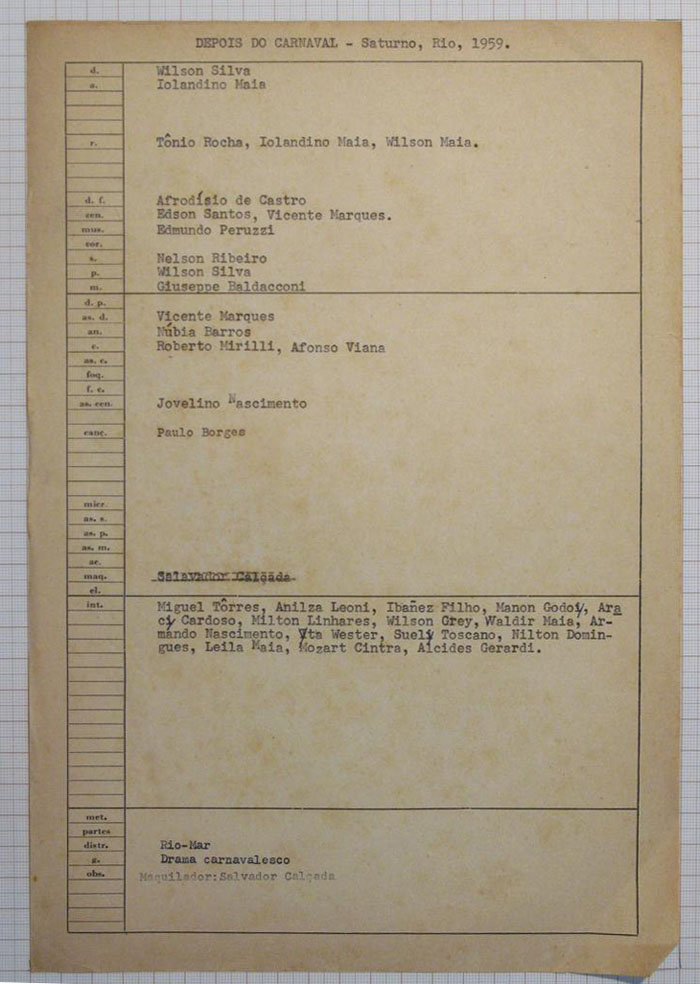 DEPOIS DO CARNAVAL - Saturno, Rio, 1959.
d. Wilson Silva
a. Iolandino Maia
r. Tônio Rocha, Iolandino Maia, Wilson Maia.
d. f. Afrodísio de Castro
cen. Edson Santos, Vicente Marques.
mus. Edmundo Peruzzi
cor.
s. Nelson Ribeiro
p. Wilson Silva
m. Giuseppe Baldacconi
d. p.
as. d. Vicente Marques
an. Núbia Barros
c. Roberto Mirilli, Afonso Viana
as. c.
foq.
f. c.
as. cen. Jovelino Nascimento
canc. Paulo Borges
micr.
as. s.
as. p.
as. m.
ae.
maq. Salavador Calçada.
el.
int. Miguel Tôrres, Anilza Leoni, Ibañez Filho, Manon Godoy, Ara
cy Cardoso, Milton Linhares, Wilson Grey, Waldir Maia, Ar-
mândo Nascimento, Yta Wester, Suely Toscano, Nilton Domin-
gues, Leila Maia, Mozart Cintra, Alcides Gerardi.
met.
partes
distr. Rio-Mar
g. Drama carnavalesco
obs. Maquilador:Salvador Calçada